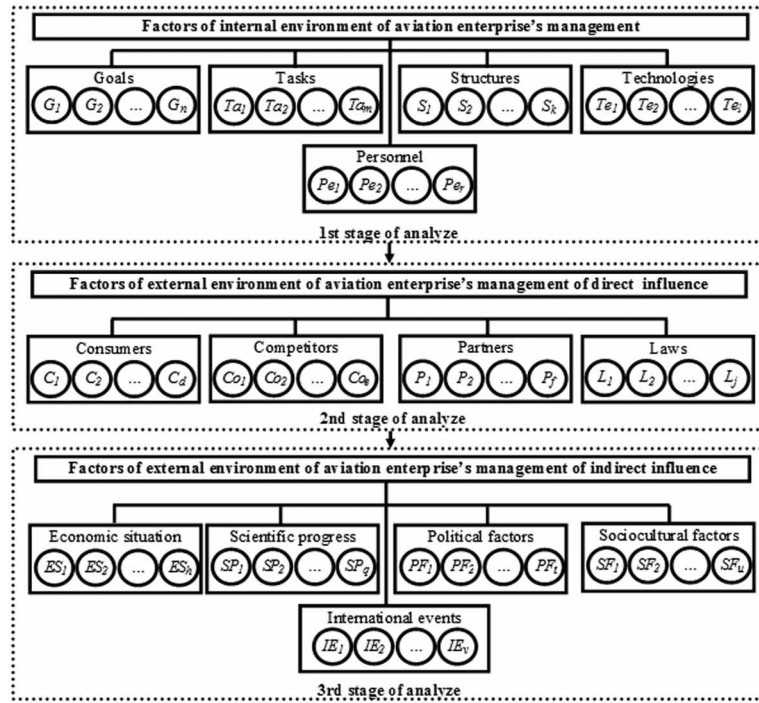 Factors of internal environment of aviation enterprise's management
Goals Tasks Structures Technologies
G1 G2 ... Gn Ta1 Ta2 ... Tam S1 S2 ... Sk Te1 Te2 ... Tei
Personnel
Pe1 Pe2 ... Per
1st stage of analyze
Factors of external environment of aviation enterprise's management of direct influence
Consumers Competitors Partners Laws
C1 C2 ... Cd Co1 Co2 ... Coe P1 P2 ... Pf L1 L2 ... Lj
2nd stage of analyze
Factors of external environment of aviation enterprise's management of indirect influence
Economic situation Scientific progress Political factors Sociocultural factors
ES1 ES2 ... ESh SP1 SP2 ... SPq PF1 PF2 ... PFt SF1 SF2 ... SFu
International events
IE1 IE2 ... IEv
3rd stage of analyze